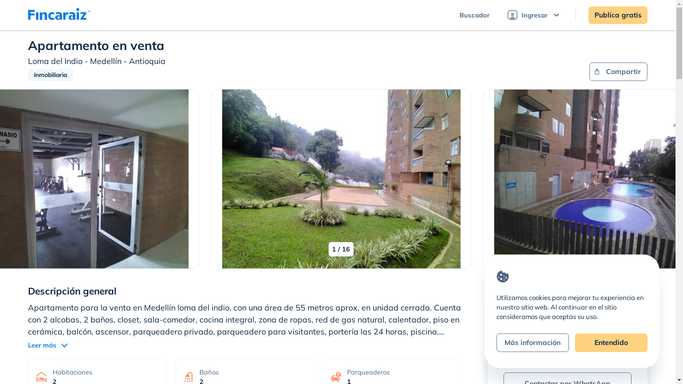 Fincaraiz
Buscador
Ingresar
Publica gratis
Apartamento en venta
Loma del Indio - Medellín - Antioquia
Inmobiliaria
Compartir
1 / 16
Descripción general
Apartamento para la venta en Medellín loma del indio, con una área de 55 metros aprox, en unidad cerrada. Cuenta
con 2 alcobas, 2 baños, closet, sala-comedor, cocina integral, zona de ropas, red de gas natural, calentador, piso en
cerámica, balcón, ascensor, parqueadero privado, parqueadero para visitantes, portería las 24 horas, piscina,...
Leer más
Habitaciones
2
Baños
2
Parqueaderos
1
Utilizamos cookies para mejorar tu experiencia en
nuestro sitio web. Al continuar en el sitio
consideramos que aceptas su uso.
Más información
Entendido
Contactar por WhatsApp